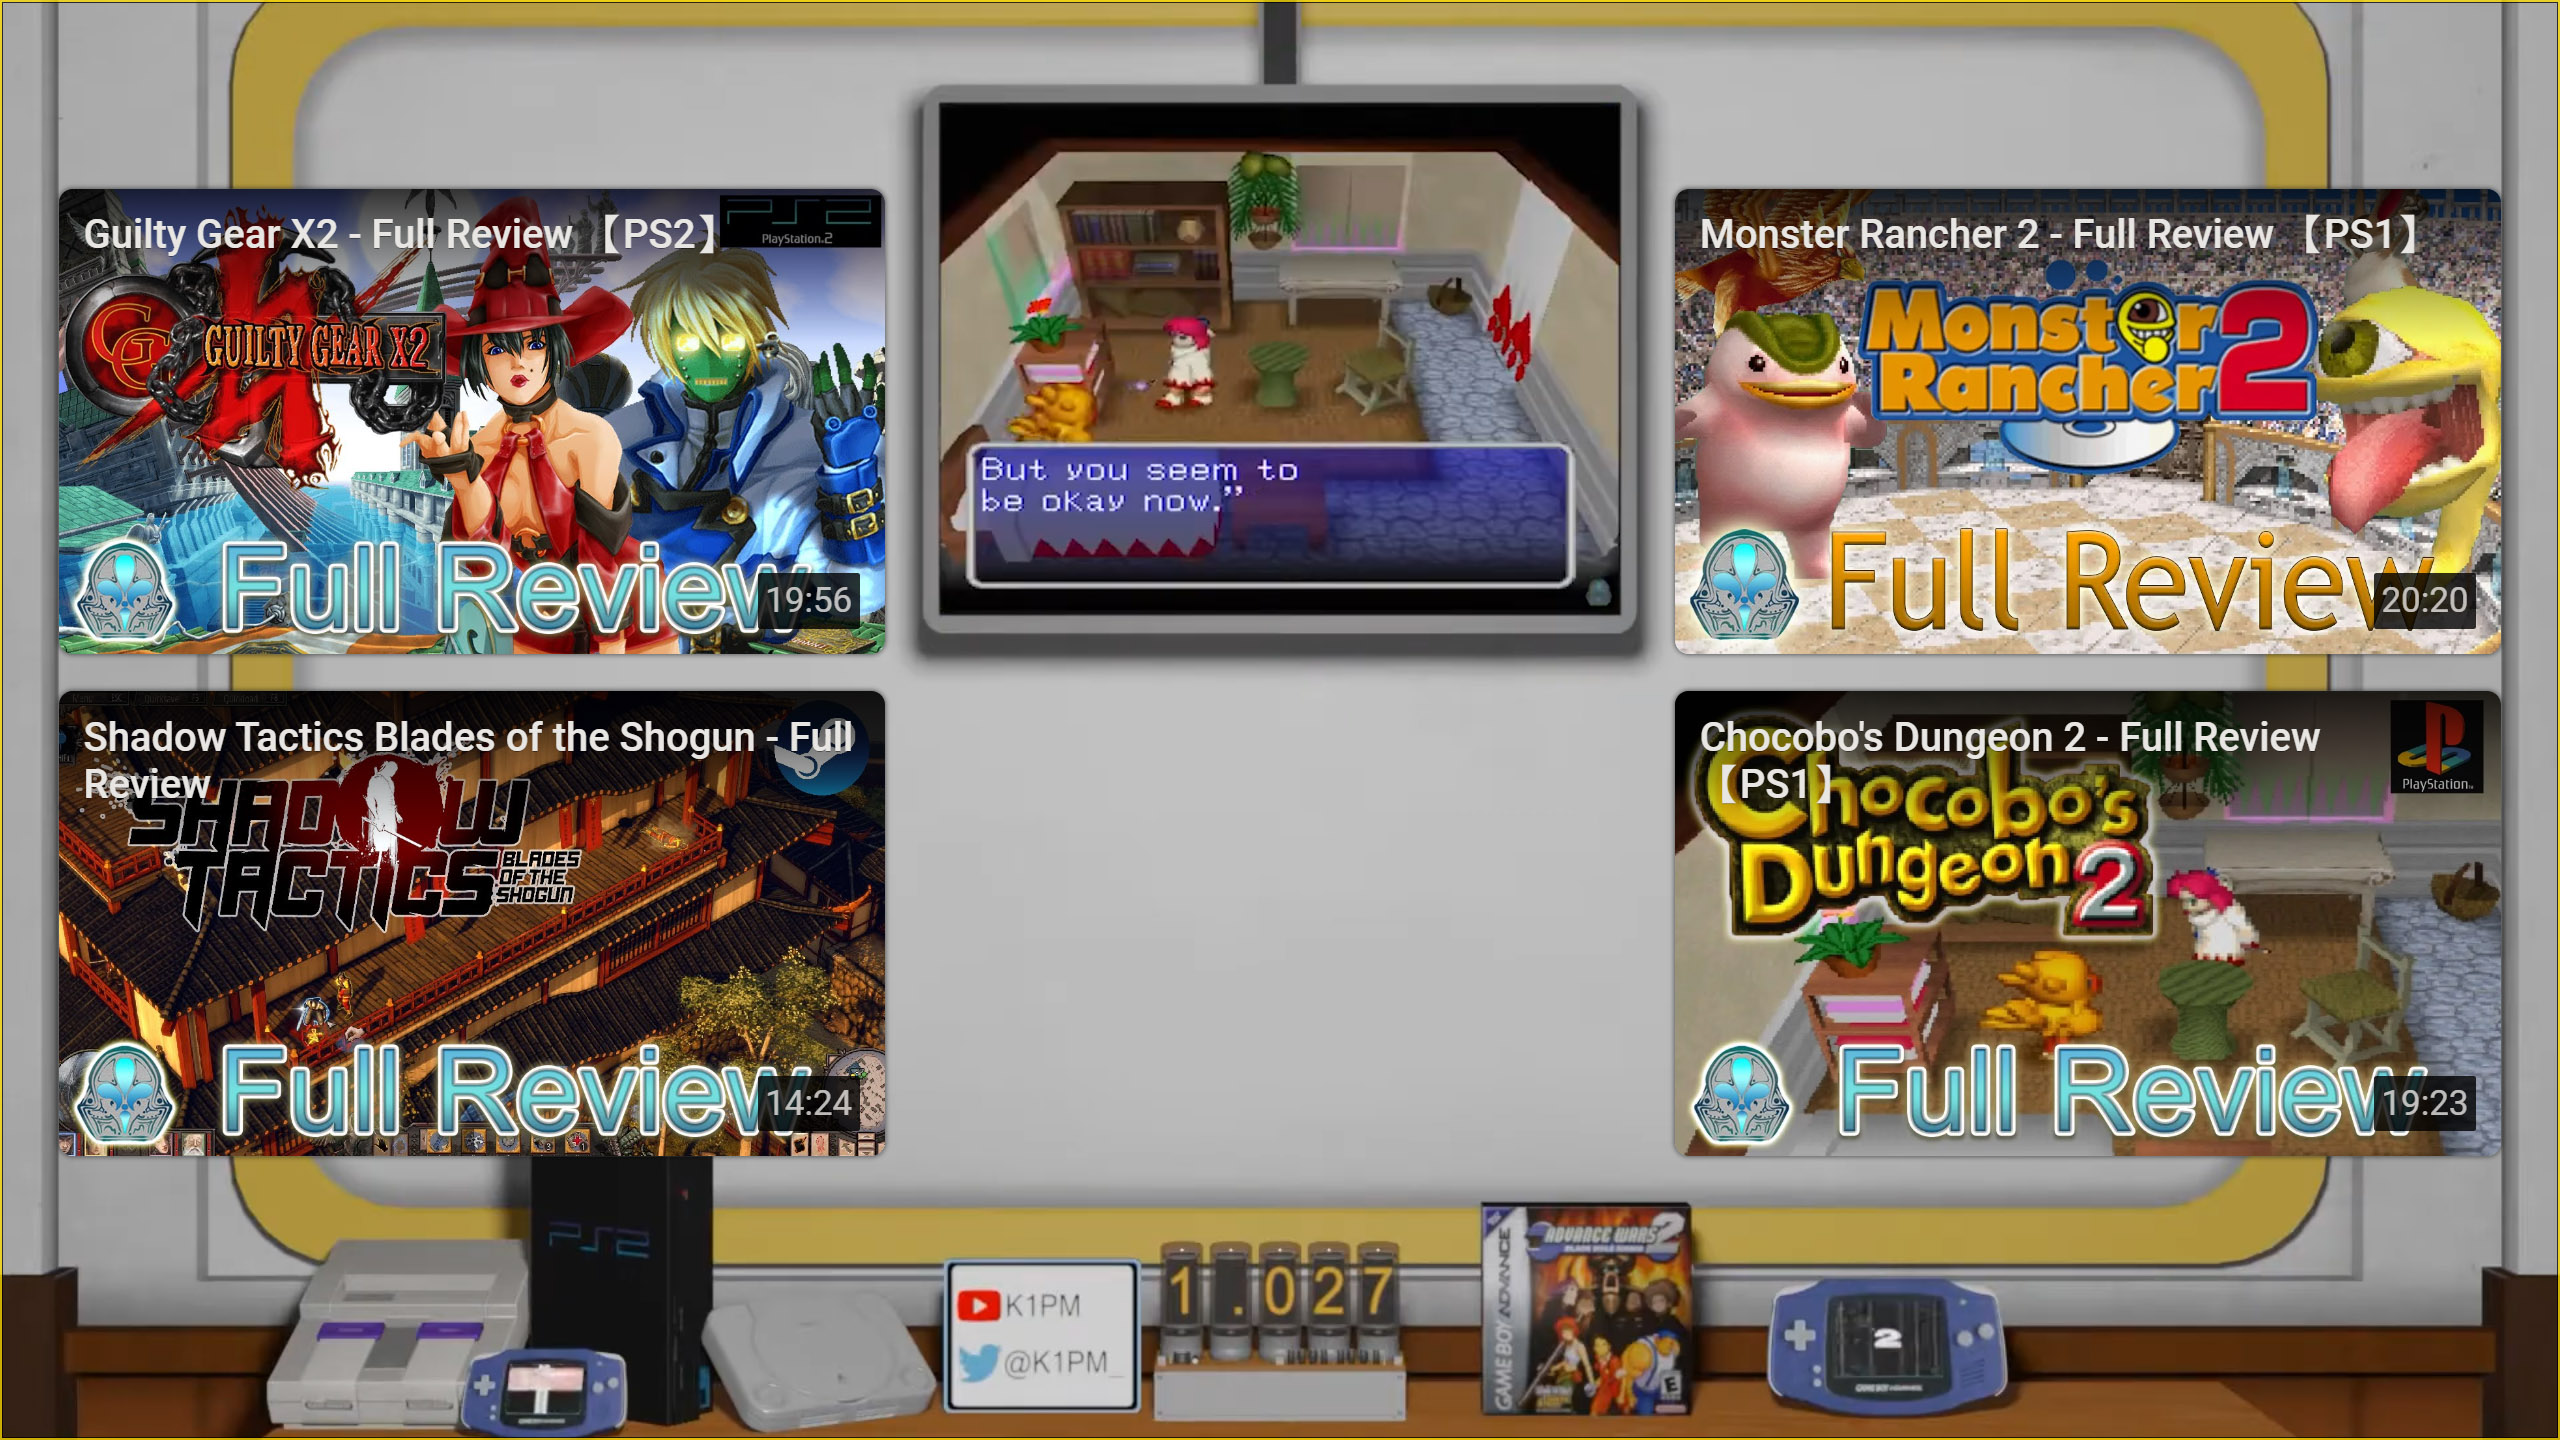 Guilty Gear X2 - Full Review 【PS2】
PS2
PlayStation.2
GG
GUILTY GEAR X2
Full Review
19:56
But you seem to
be okay now.”
Monster Rancher 2 - Full Review 【PS1】
Monster
Rancher 2
Full Review
20:20
Shadow Tactics Blades of the Shogun - Full
Review
SHADOW
TACTICS
BLADES
OF THE
SHOGUN
Full Review
14:24
Chocobo's Dungeon 2 - Full Review
【PS1】
PlayStation
Chocobo's
Dungeon 2
Full Review
19:23
PS2
K1PM
@K1PM_
1.027
ADVANCE WARS 2
GAME BOY ADVANCE
E
2